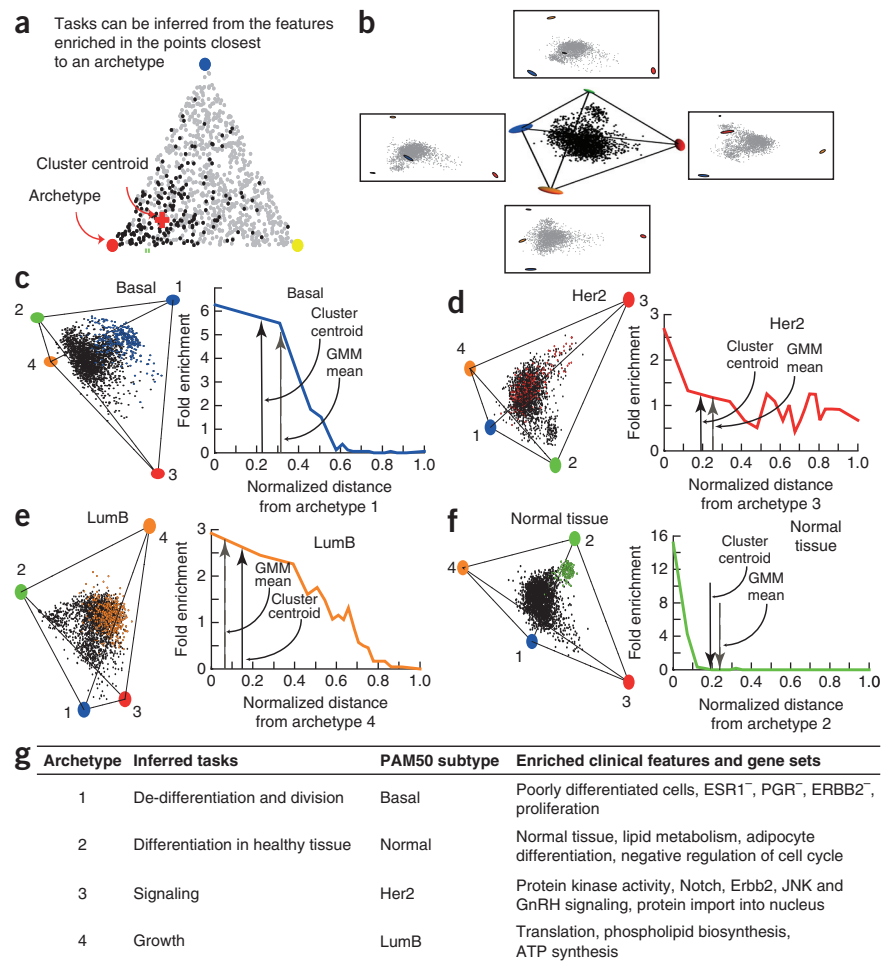 a
Tasks can be inferred from the features
enriched in the points closest
to an archetype
Cluster centroid
Archetype
"
b
c
Basal
1
2
4
3
Fold enrichment
6
5
4
3
2
1
0
Basal
Cluster
centroid
GMM
mean
0 0.2 0.4 0.6 0.8 1.0
Normalized distance
from archetype 1
d
Her2
3
4
1
2
Fold enrichment
3
2
1
0
Her2
Cluster
centroid
GMM
mean
0 0.2 0.4 0.6 0.8 1.0
Normalized distance
from archetype 3
e
LumB
4
2
1
3
Fold enrichment
3
2
1
0
LumB
GMM
mean
Cluster
centroid
0 0.2 0.4 0.6 0.8 1.0
Normalized distance
from archetype 4
f
Normal tissue
2
4
1
3
Fold enrichment
16
12
8
4
0
Normal
tissue
Cluster
centroid
GMM
mean
0 0.2 0.4 0.6 0.8 1.0
Normalized distance
from archetype 2
g
Archetype Inferred tasks PAM50 subtype Enriched clinical features and gene sets
1 De-differentiation and division Basal Poorly differentiated cells, ESR1⁻, PGR⁻, ERBB2⁻,
proliferation
2 Differentiation in healthy tissue Normal Normal tissue, lipid metabolism, adipocyte
differentiation, negative regulation of cell cycle
3 Signaling Her2 Protein kinase activity, Notch, Erbb2, JNK and
GnRH signaling, protein import into nucleus
4 Growth LumB Translation, phospholipid biosynthesis,
ATP synthesis